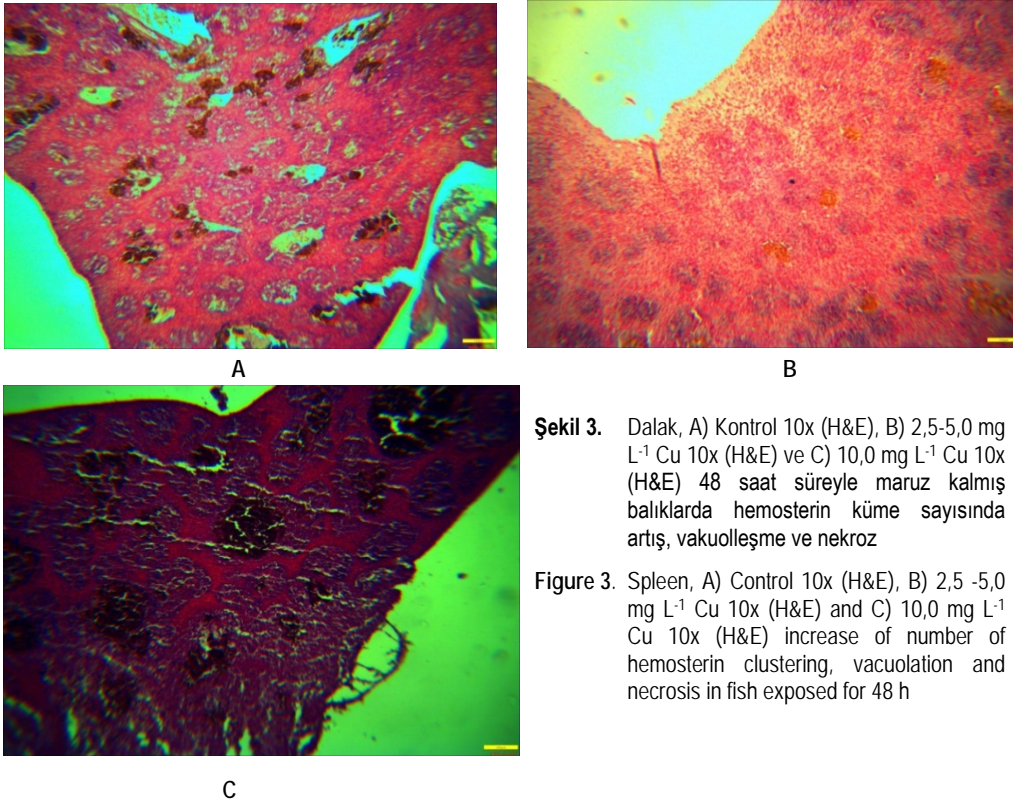 A
B
C
Şekil 3. Dalak, A) Kontrol 10x (H&E), B) 2,5-5,0 mg
L-1 Cu 10x (H&E) ve C) 10,0 mg L-1 Cu 10x
(H&E) 48 saat süreyle maruz kalmış
balıklarda hemosterin küme sayısında
artış, vakuolleşme ve nekroz
Figure 3. Spleen, A) Control 10x (H&E), B) 2,5 -5,0
mg L-1 Cu 10x (H&E) and C) 10,0 mg L-1
Cu 10x (H&E) increase of number of
hemosterin clustering, vacuolation and
necrosis in fish exposed for 48 h